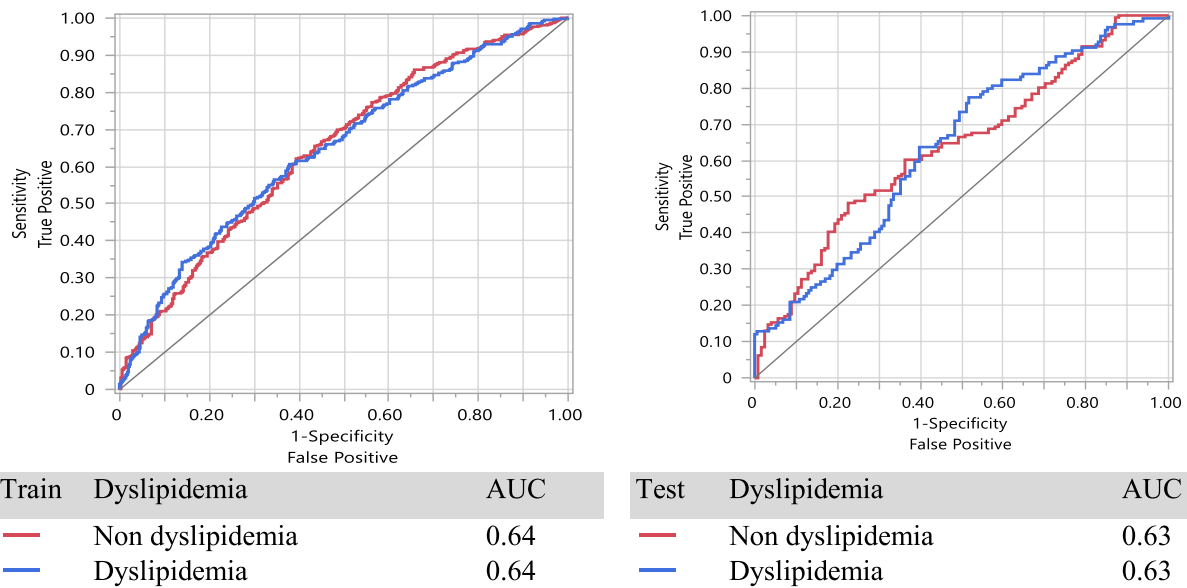 1.00
0.90
0.80
0.70
0.60
0.50
0.40
0.30
0.20
0.10
0
Sensitivity
True Positive
0 0.20 0.40 0.60 0.80 1.00
1-Specificity
False Positive
Train Dyslipidemia AUC
Non dyslipidemia 0.64
Dyslipidemia 0.64
1.00
0.90
0.80
0.70
0.60
0.50
0.40
0.30
0.20
0.10
0
Sensitivity
True Positive
0 0.20 0.40 0.60 0.80 1.00
1-Specificity
False Positive
Test Dyslipidemia AUC
Non dyslipidemia 0.63
Dyslipidemia 0.63